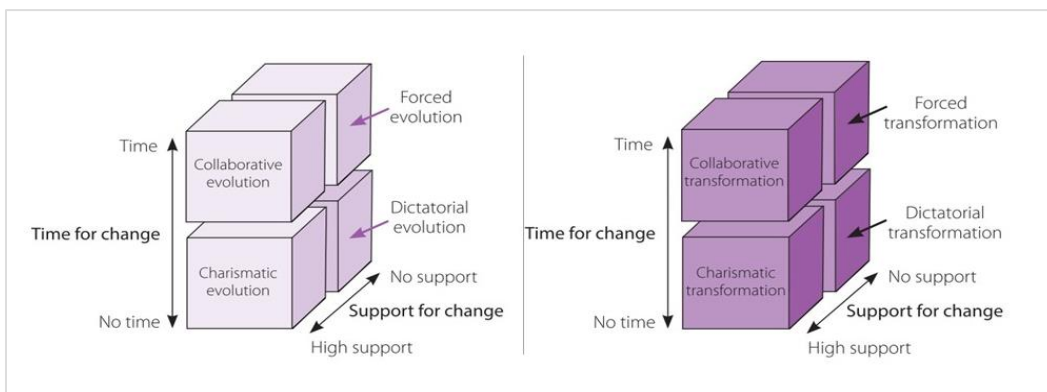 Forced
evolution
Time
Collaborative
evolution
Dictatorial
evolution
Time for change
Charismatic
evolution
No support
Support for change
No time
High support
Forced
transformation
Time
Collaborative
transformation
Dictatorial
transformation
Time for change
Charismatic
transformation
No support
Support for change
No time
High support